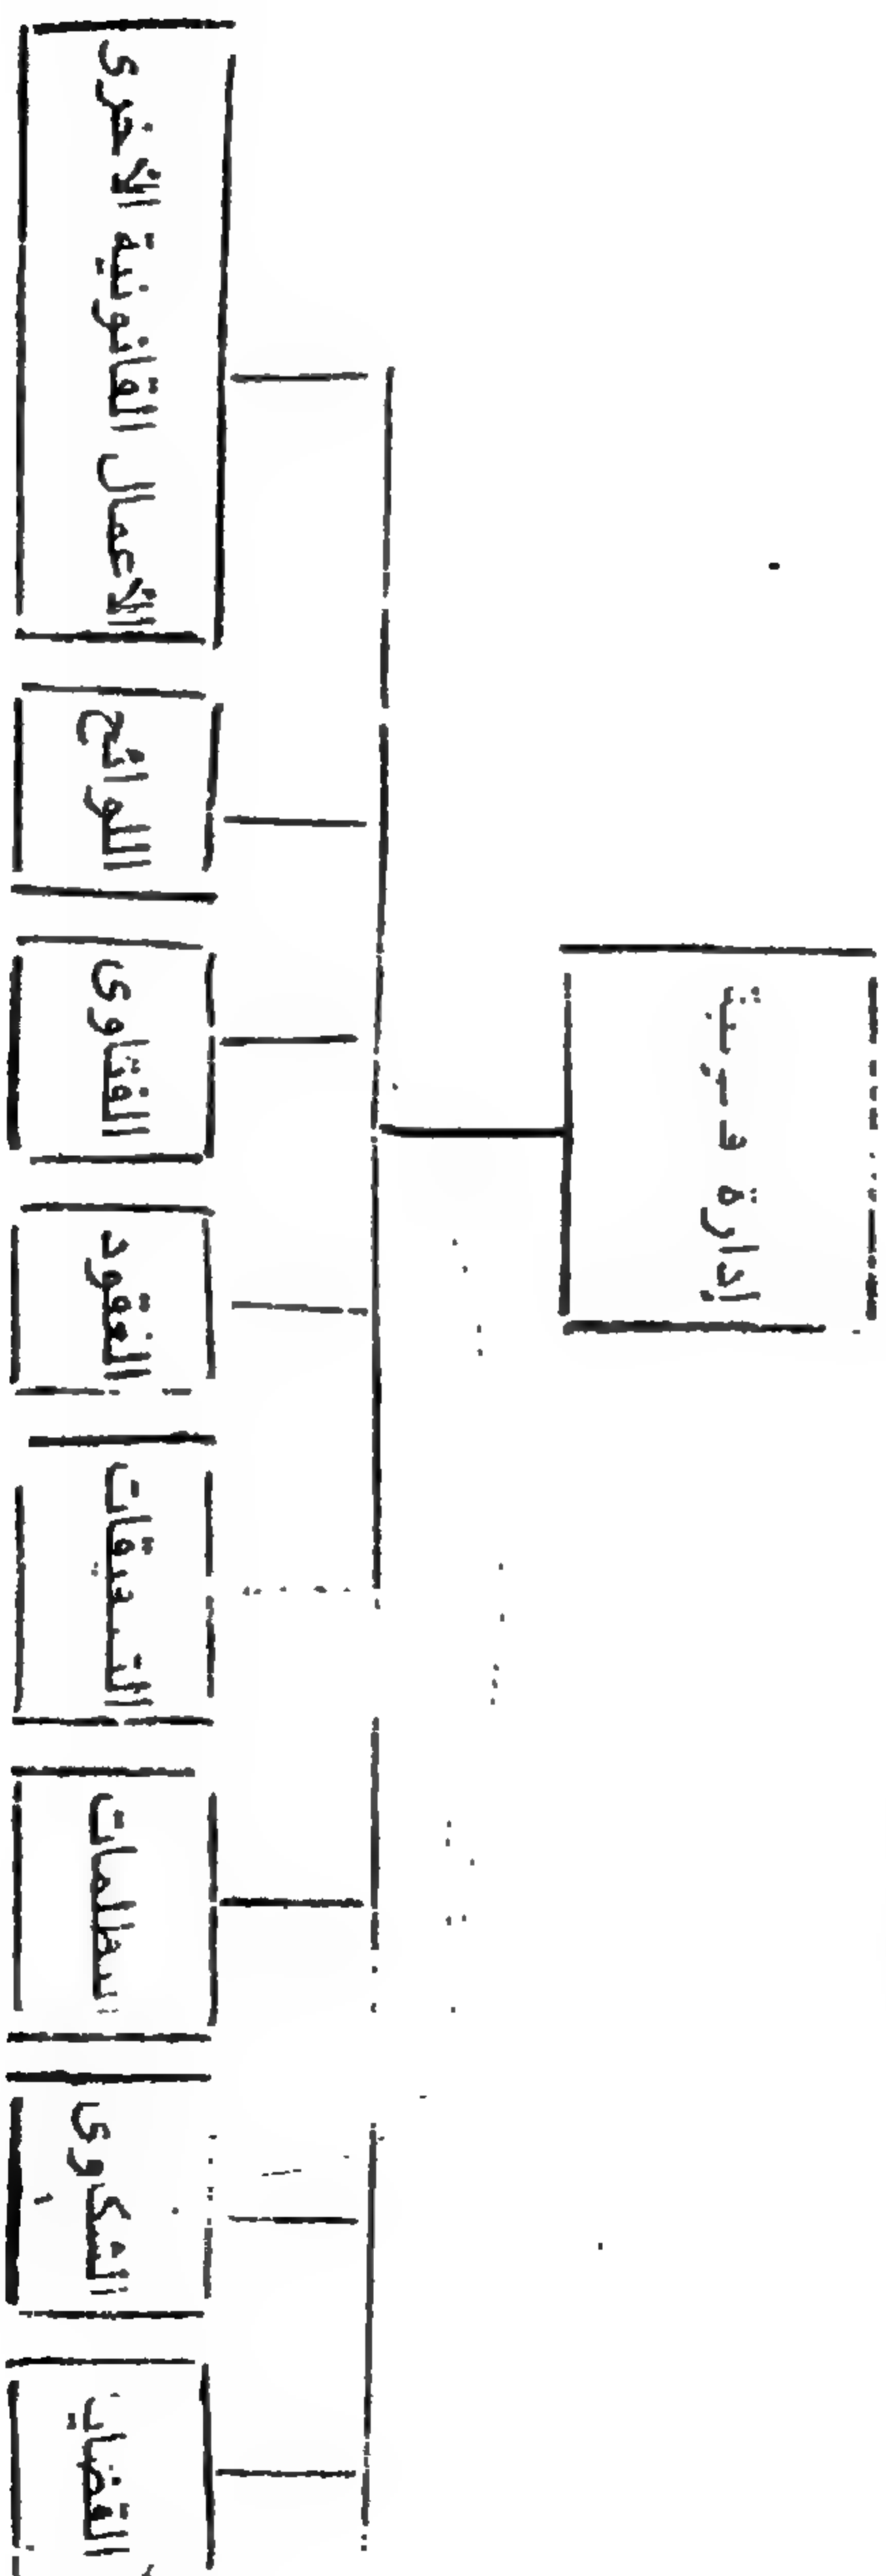 إدارة
القضايا
الشكاوى
التظلمات
التحقيقات
العقود
الفتاوى
اللوائح
الأعمال القانونية الأخرى